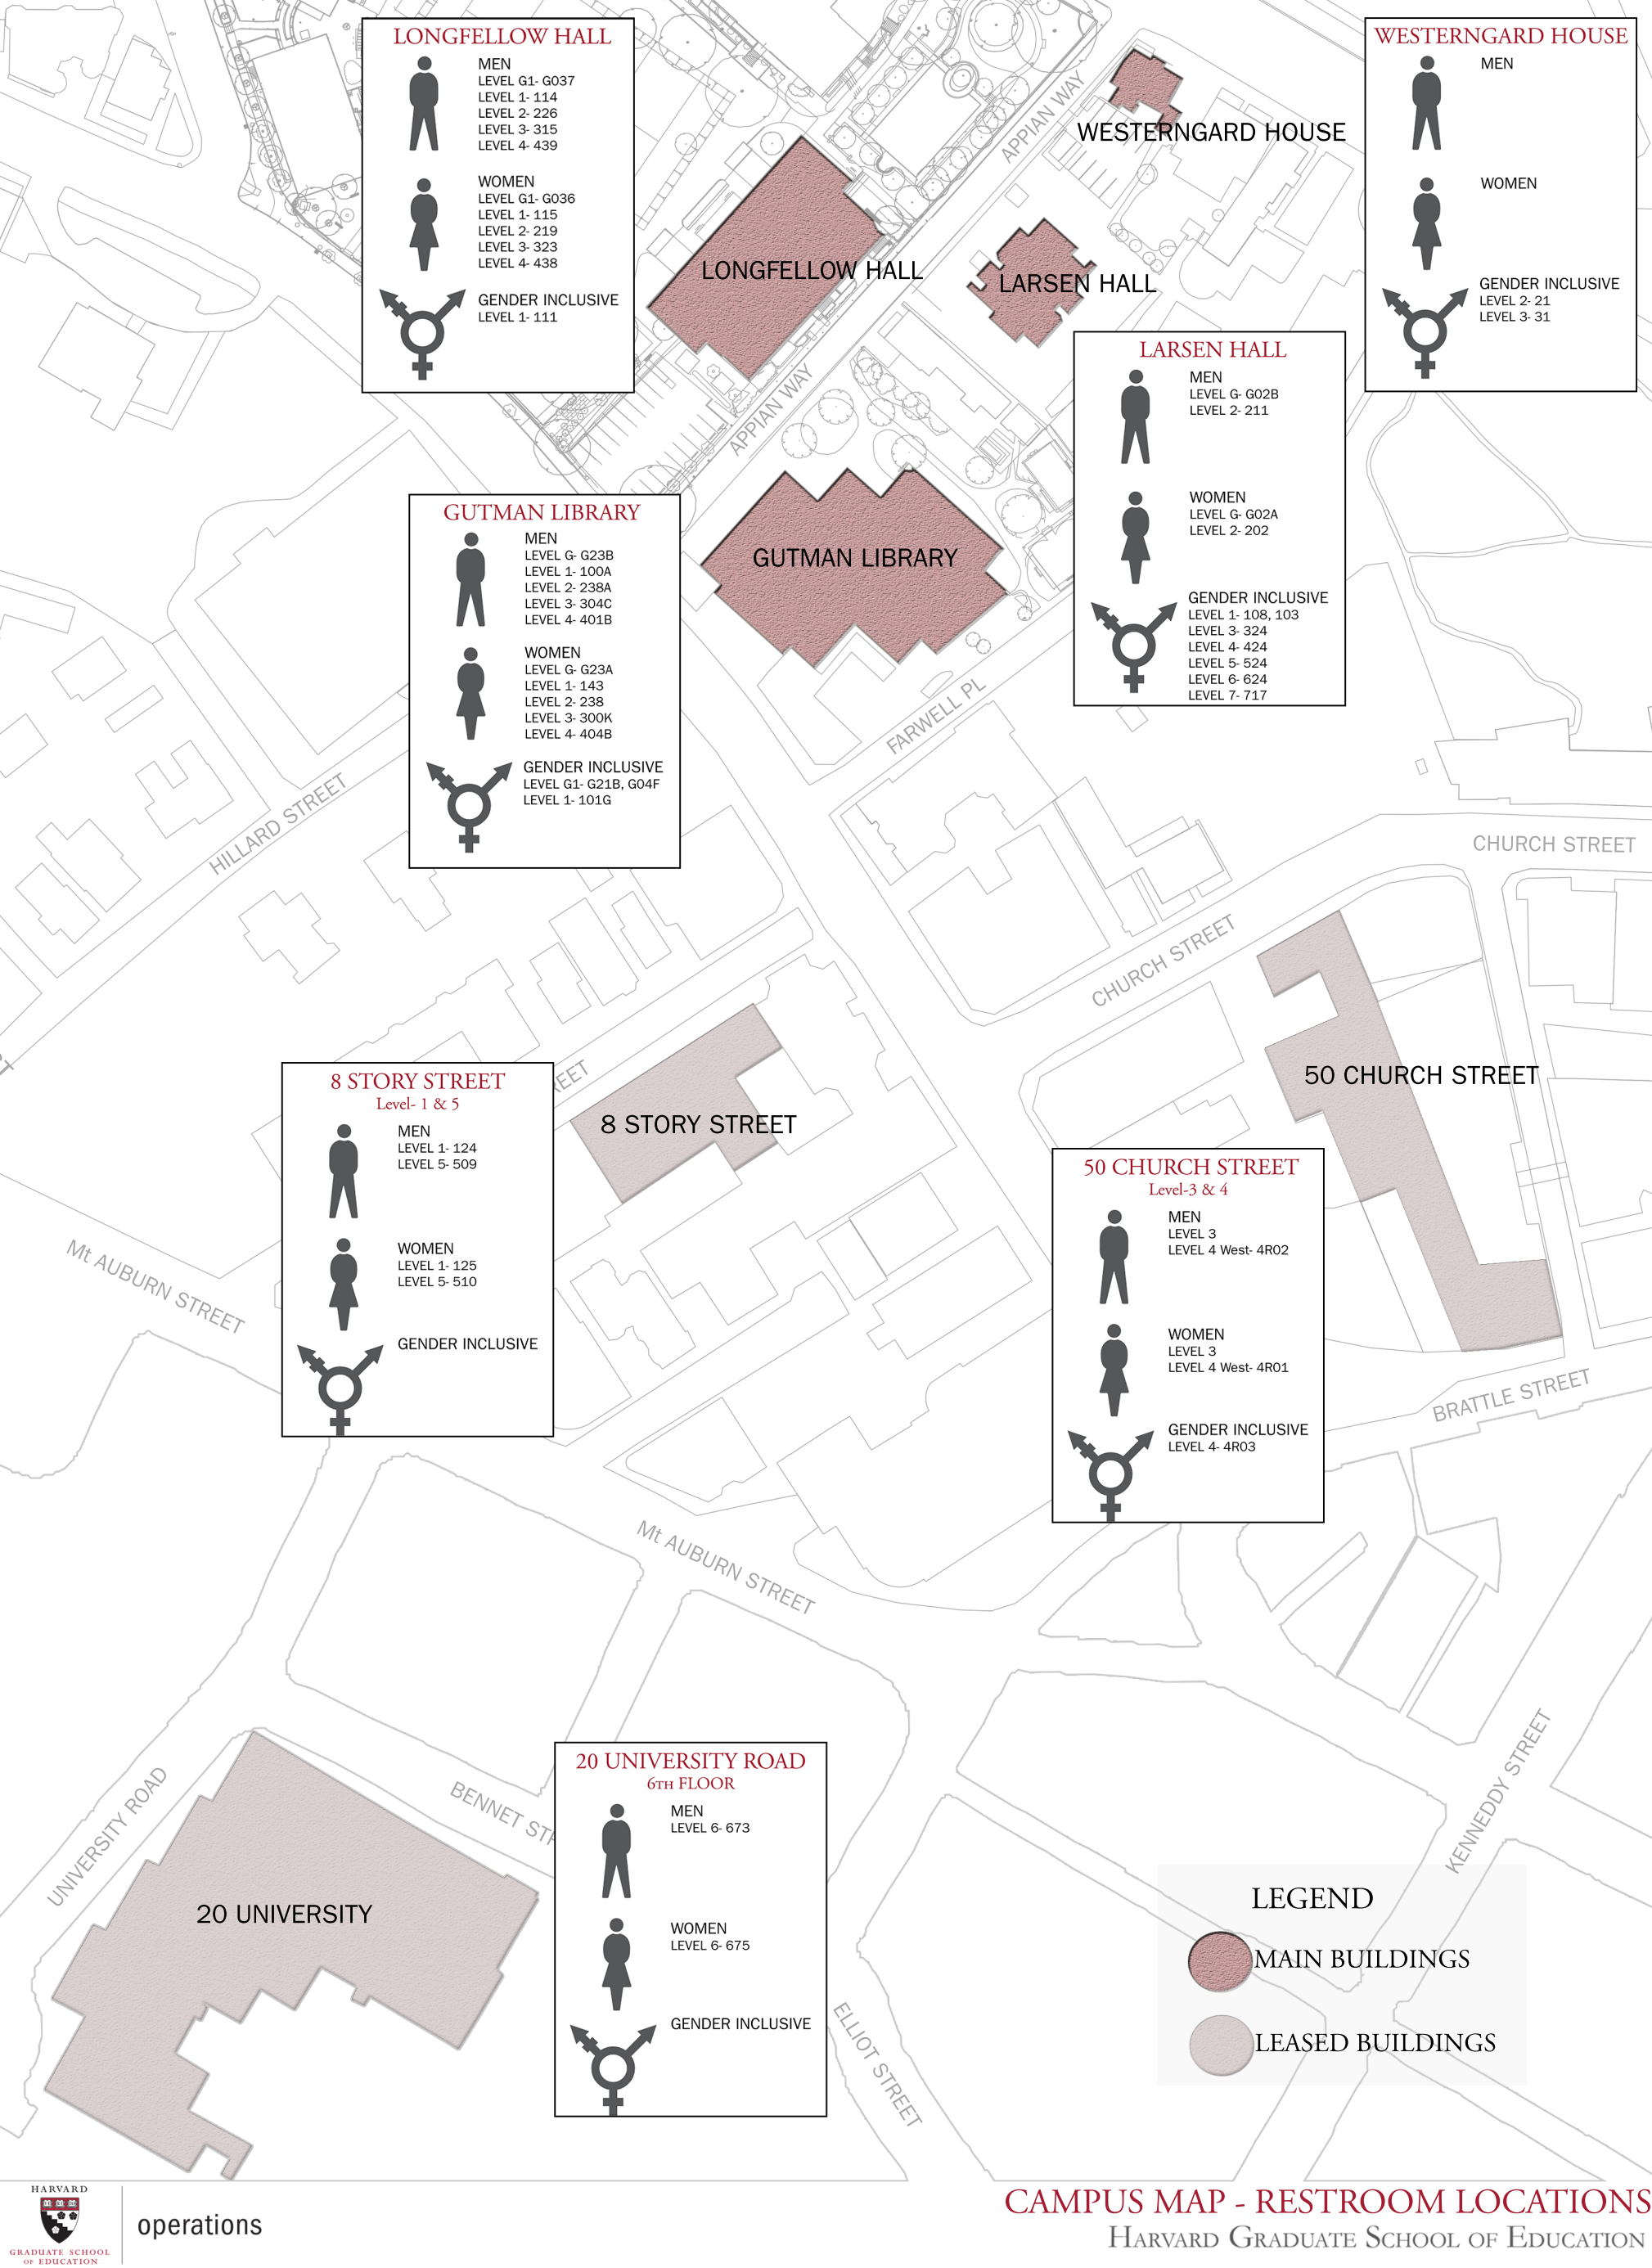 LONGFELLOW HALL
MEN
LEVEL G1- G037
LEVEL 1- 114
LEVEL 2- 226
LEVEL 3- 315
LEVEL 4- 439
WOMEN
LEVEL G1- G036
LEVEL 1- 115
LEVEL 2- 219
LEVEL 3- 323
LEVEL 4- 438
GENDER INCLUSIVE
LEVEL 1- 111
WESTERNGARD HOUSE
MEN
WOMEN
GENDER INCLUSIVE
LEVEL 2- 21
LEVEL 3- 31
APPIAN WAY
WESTERNGARD HOUSE
LONGFELLOW HALL
LARSEN HALL
LARSEN HALL
MEN
LEVEL G- G02B
LEVEL 2- 211
WOMEN
LEVEL G- G02A
LEVEL 2- 202
GENDER INCLUSIVE
LEVEL 1- 108, 103
LEVEL 3- 324
LEVEL 4- 424
LEVEL 5- 524
LEVEL 6- 624
LEVEL 7- 717
APPIAN WAY
GUTMAN LIBRARY
MEN
LEVEL G- G23B
LEVEL 1- 100A
LEVEL 2- 238A
LEVEL 3- 304C
LEVEL 4- 401B
WOMEN
LEVEL G- G23A
LEVEL 1- 143
LEVEL 2- 238
LEVEL 3- 300K
LEVEL 4- 404B
GENDER INCLUSIVE
LEVEL G1- G21B, G04F
LEVEL 1- 101G
GUTMAN LIBRARY
FARWELL PL
HILLARD STREET
CHURCH STREET
CHURCH STREET
50 CHURCH STREET
8 STORY STREET
Level- 1 & 5
MEN
LEVEL 1- 124
LEVEL 5- 509
WOMEN
LEVEL 1- 125
LEVEL 5- 510
GENDER INCLUSIVE
8 STORY STREET
50 CHURCH STREET
Level-3 & 4
MEN
LEVEL 3
LEVEL 4 West- 4R02
WOMEN
LEVEL 3
LEVEL 4 West- 4R01
GENDER INCLUSIVE
LEVEL 4- 4R03
Mt AUBURN STREET
BRATTLE STREET
Mt AUBURN STREET
UNIVERSITY ROAD
BENNET
20 UNIVERSITY
20 UNIVERSITY ROAD
6TH FLOOR
MEN
LEVEL 6- 673
WOMEN
LEVEL 6- 675
GENDER INCLUSIVE
KENNEDDY STREET
ELLIOT STREET
LEGEND
MAIN BUILDINGS
LEASED BUILDINGS
HARVARD
GRADUATE SCHOOL
OF EDUCATION
operations
CAMPUS MAP - RESTROOM LOCATIONS
HARVARD GRADUATE SCHOOL OF EDUCATION